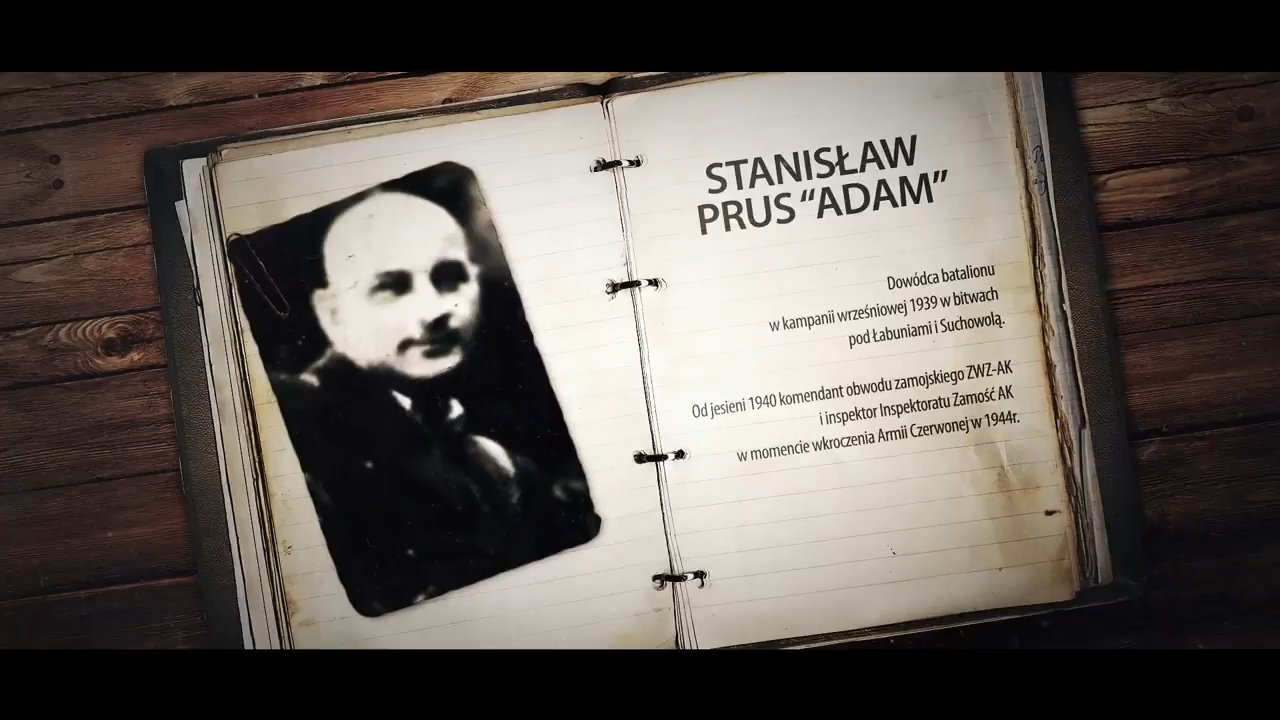 STANISŁAW
PRUS “ADAM”
Dowódca batalionu
w kampanii wrześniowej 1939 w bitwach
pod Łabuniami i Suchowolą.
Od jesieni 1940 komendant obwodu zamojskiego ZWZ-AK
i inspektor Inspektoratu Zamość AK
w momencie wkroczenia Armii Czerwonej w 1944r.